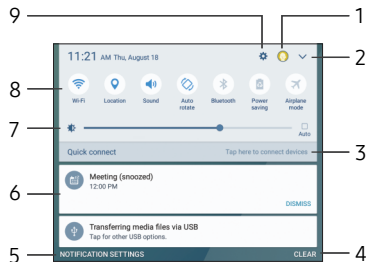 9 1
11:21 AM Thu, August 18
2
8
Wi-Fi Location Sound Auto rotate Bluetooth Power saving Airplane mode
7
Auto
Quick connect Tap here to connect devices
3
Meeting (snoozed)
12:00 PM
6
DISMISS
Transferring media files via USB
Tap for other USB options.
5 NOTIFICATION SETTINGS CLEAR 4